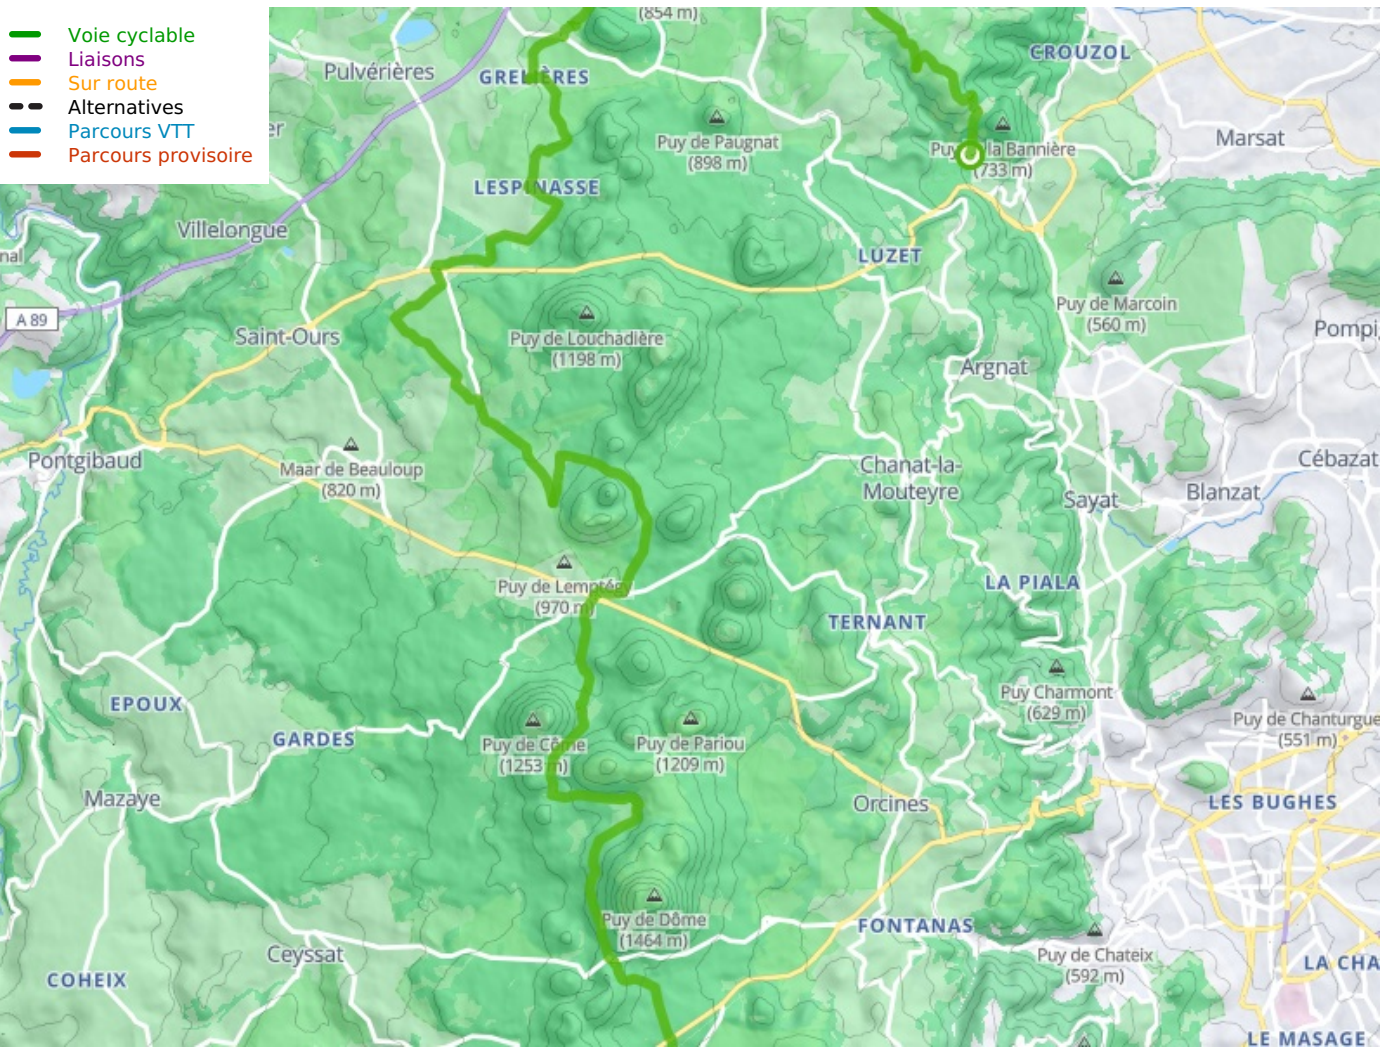 Voie cyclable
Liaisons
Sur route
Alternatives
Parcours VTT
Parcours provisoire
(854 m)
Pulvérières
GRELIÈRES
CROUZOL
Puy de Paugnat
(898 m)
Marsat
Puy la Bannière
(733 m)
LESPINASSE
Villelongue
LUZET
A 89
Puy de Marcoin
(560 m)
Saint-Ours
Puy de Louchadière
(1198 m)
Argnat
Pontgibaud
Maar de Beauloup
(820 m)
Chanat-la-
Mouteyre
Sayat
Blanzat
Cébazat
Puy de Lemptégy
(970 m)
LA PIALA
TERNANT
Puy Charmont
(629 m)
EPOUX
GARDES
Puy de Côme
(1253 m)
Puy de Pariou
(1209 m)
Puy de Chanturgue
(551 m)
Mazaye
Orcines
LES BUGHES
Puy de Dôme
(1464 m)
FONTANAS
Ceyssat
Puy de Chateix
(592 m)
LA CHA
COHEIX
LE MASAGE